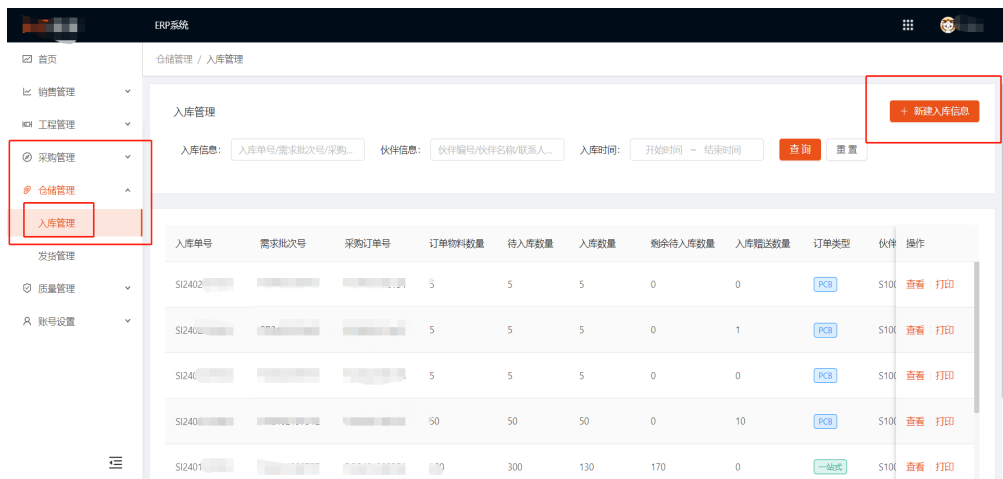 ERP系统
首页
仓储管理 / 入库管理
销售管理
工程管理
采购管理
仓储管理
入库管理
发货管理
质量管理
账号设置
入库管理
+ 新建入库信息
入库信息: 入库单号/需求批次号/采购... 伙伴信息: 伙伴编号/伙伴名称/联系人... 入库时间: 开始时间 ~ 结束时间 查询 重置
入库单号 需求批次号 采购订单号 订单物料数量 待入库数量 入库数量 剩余待入库数量 入库赠送数量 订单类型 伙伴 操作
SI2402 5 5 5 0 0 PCB S100 查看 打印
SI2402 5 5 5 0 1 PCB S100 查看 打印
SI240 5 5 5 0 0 PCB S100 查看 打印
SI240 50 50 50 0 10 PCB S100 查看 打印
SI2401 300 130 170 0 一站式 S100 查看 打印